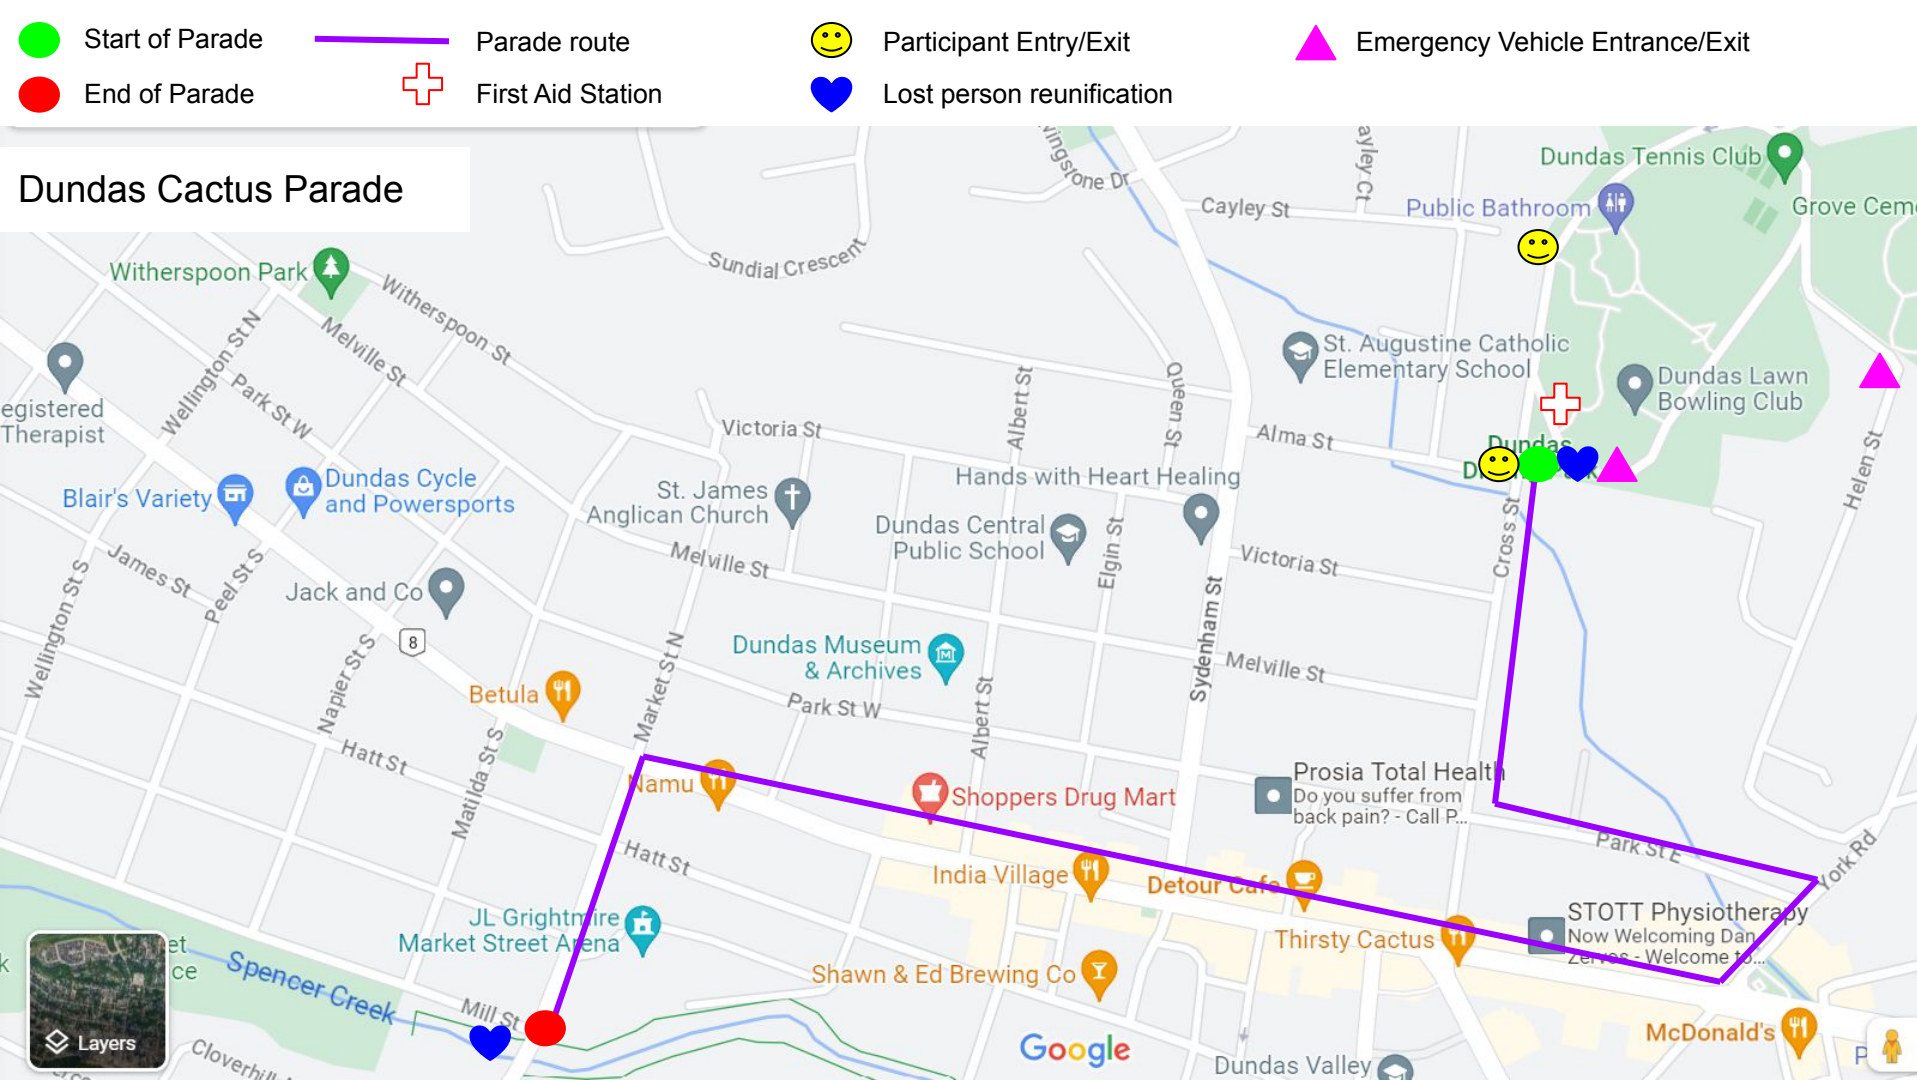 Start of Parade
Parade route
Participant Entry/Exit
Emergency Vehicle Entrance/Exit
End of Parade
First Aid Station
Lost person reunification
Dundas Cactus Parade
ayley Ct
Dundas Tennis Club
Cayley St
Public Bathroom
Sundial Crescent
Witherspoon Park
Witherspoon St
Wellington St N
Melville St
St. Augustine Catholic
Elementary School
Queen St
Albert St
Dundas Lawn
Bowling Club
Park St W
egistered
Therapist
Victoria St
Alma St
Dundas
Helen St
Hands with Heart Healing
Blair's Variety
Dundas Cycle
and Powersports
St. James
Anglican Church
Dundas Central
Public School
Elgin St
Cross St
James St
Peel St S
Melville St
Victoria St
Jack and Co
8
Wellington St S
Napier St S
Market St N
Dundas Museum
& Archives
Sydenham St
Melville St
Betula
Park St W
Albert St
Hatt St
Matilda St S
Namu
Shoppers Drug Mart
Prosia Total Health
Do you suffer from
back pain? - Call P...
Park St E
York Rd
Hatt St
India Village
Detour Cafe
STOTT Physiotherapy
Now Welcoming Dan
Zerves - Welcome to...
JL Grightmire
Market Street Arena
Thirsty Cactus
Shawn & Ed Brewing Co
Spencer Creek
Mill St
Layers
Google
McDonald's
Dundas Valley